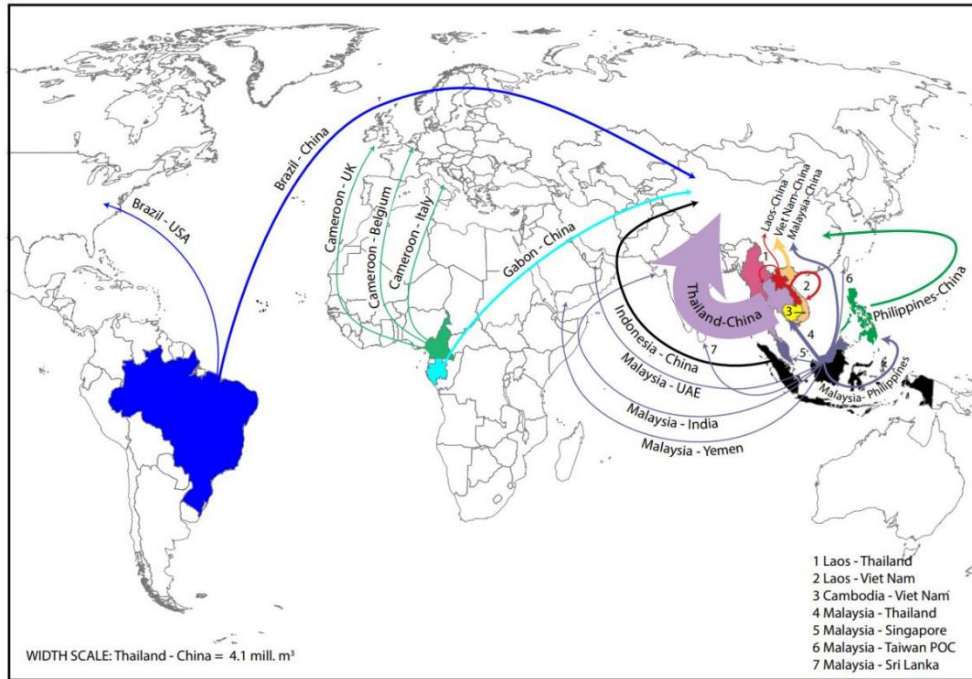 Brazil - USA
Brazil - China
Cameroon - UK
Cameroon - Belgium
Cameroon - Italy
Gabon - China
Indonesia - China
Malaysia - UAE
Malaysia - India
Malaysia - Yemen
Thailand-China
Laos-China
Viet Nam-China
Malaysia-China
Philippines-China
Malaysia- Philippines
1
2
3
4
5
6
7
1 Laos - Thailand
2 Laos - Viet Nam
3 Cambodia - Viet Nam
4 Malaysia - Thailand
5 Malaysia - Singapore
6 Malaysia - Taiwan POC
7 Malaysia - Sri Lanka
WIDTH SCALE: Thailand - China = 4.1 mill. m³